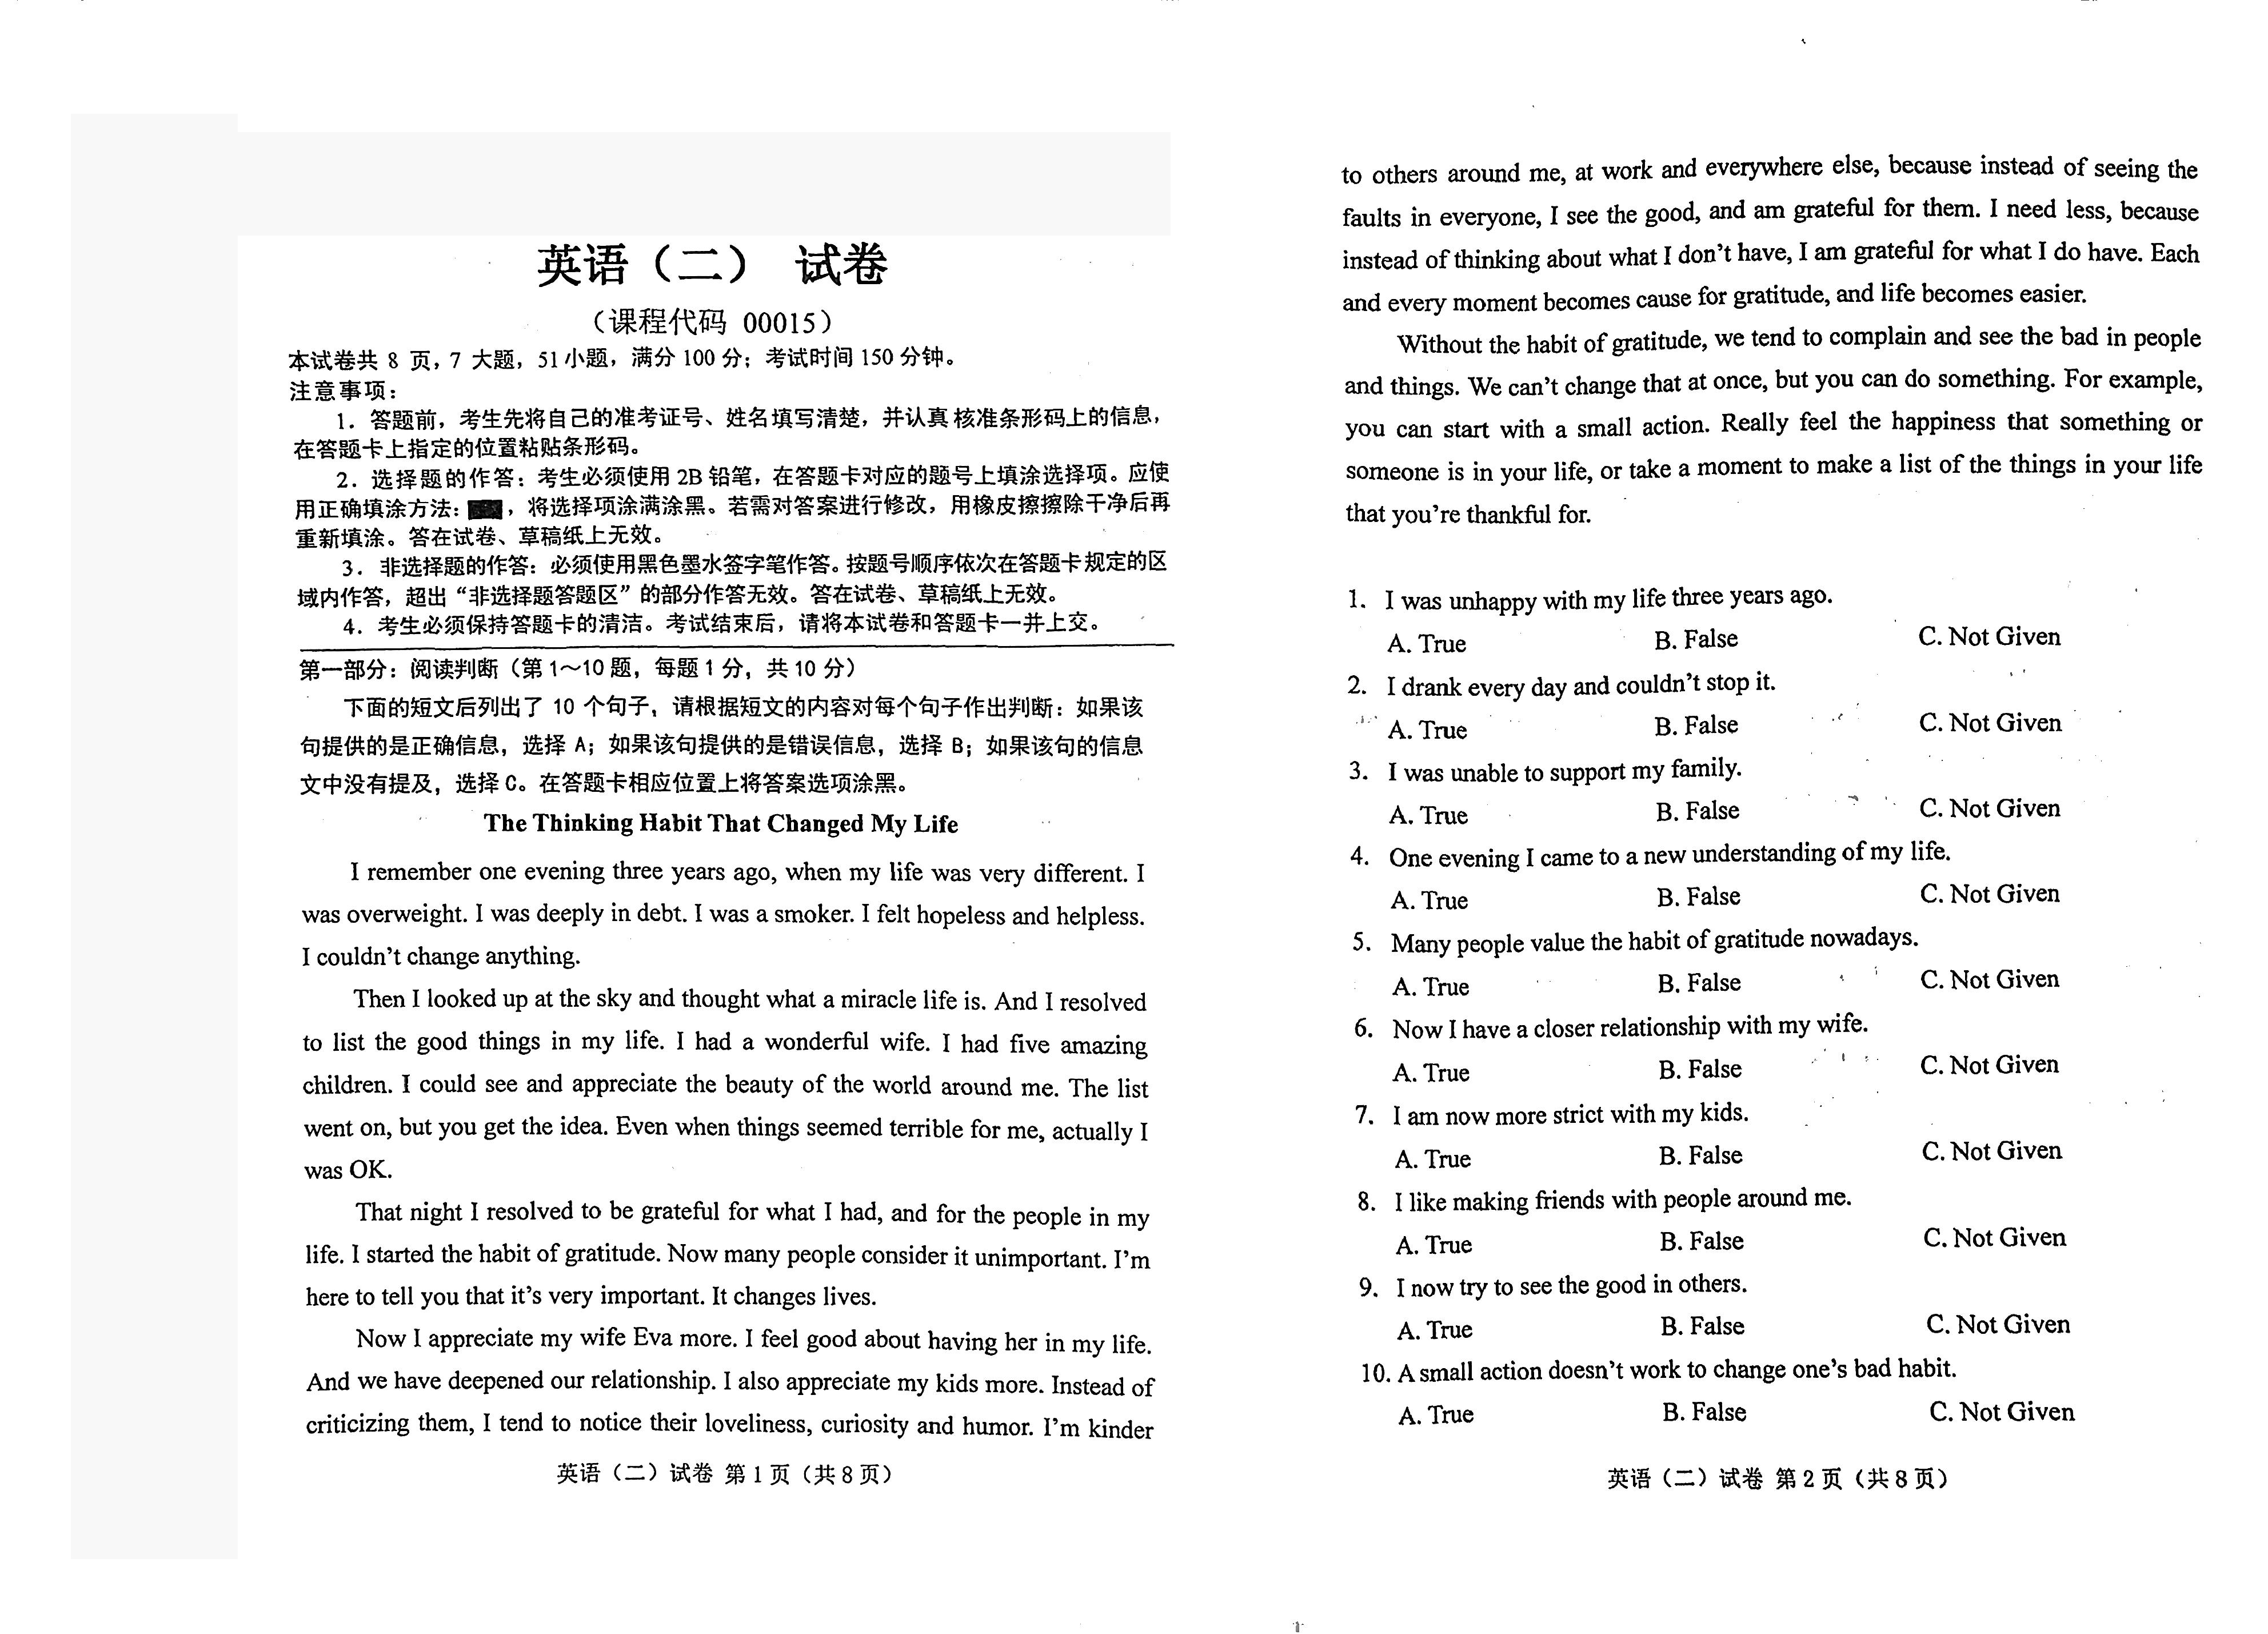 英语（二） 试卷
（课程代码 00015）
本试卷共 8 页，7 大题，51 小题，满分 100 分；考试时间 150 分钟。
注意事项：
1．答题前，考生先将自己的准考证号、姓名填写清楚，并认真核准条形码上的信息，
在答题卡上指定的位置粘贴条形码。
2．选择题的作答：考生必须使用 2B 铅笔，在答题卡对应的题号上填涂选择项。应使
用正确填涂方法：，将选择项涂满涂黑。若需对答案进行修改，用橡皮擦擦除干净后再
重新填涂。答在试卷、草稿纸上无效。
3．非选择题的作答：必须使用黑色墨水签字笔作答。按题号顺序依次在答题卡规定的区
域内作答，超出“非选择题答题区”的部分作答无效。答在试卷、草稿纸上无效。
4．考生必须保持答题卡的清洁。考试结束后，请将本试卷和答题卡一并上交。
第一部分：阅读判断（第 1～10 题，每题 1 分，共 10 分）
下面的短文后列出了 10 个句子，请根据短文的内容对每个句子作出判断：如果该
句提供的是正确信息，选择 A；如果该句提供的是错误信息，选择 B；如果该句的信息
文中没有提及，选择 C。在答题卡相应位置上将答案选项涂黑。
The Thinking Habit That Changed My Life
I remember one evening three years ago, when my life was very different. I
was overweight. I was deeply in debt. I was a smoker. I felt hopeless and helpless.
I couldn't change anything.
Then I looked up at the sky and thought what a miracle life is. And I resolved
to list the good things in my life. I had a wonderful wife. I had five amazing
children. I could see and appreciate the beauty of the world around me. The list
went on, but you get the idea. Even when things seemed terrible for me, actually I
was OK.
That night I resolved to be grateful for what I had, and for the people in my
life. I started the habit of gratitude. Now many people consider it unimportant. I'm
here to tell you that it's very important. It changes lives.
Now I appreciate my wife Eva more. I feel good about having her in my life.
And we have deepened our relationship. I also appreciate my kids more. Instead of
criticizing them, I tend to notice their loveliness, curiosity and humor. I'm kinder
英语（二）试卷 第 1 页（共 8 页）
to others around me, at work and everywhere else, because instead of seeing the
faults in everyone, I see the good, and am grateful for them. I need less, because
instead of thinking about what I don't have, I am grateful for what I do have. Each
and every moment becomes cause for gratitude, and life becomes easier.
Without the habit of gratitude, we tend to complain and see the bad in people
and things. We can't change that at once, but you can do something. For example,
you can start with a small action. Really feel the happiness that something or
someone is in your life, or take a moment to make a list of the things in your life
that you're thankful for.
1. I was unhappy with my life three years ago.
A. True B. False C. Not Given
2. I drank every day and couldn't stop it.
A. True B. False C. Not Given
3. I was unable to support my family.
A. True B. False C. Not Given
4. One evening I came to a new understanding of my life.
A. True B. False C. Not Given
5. Many people value the habit of gratitude nowadays.
A. True B. False C. Not Given
6. Now I have a closer relationship with my wife.
A. True B. False C. Not Given
7. I am now more strict with my kids.
A. True B. False C. Not Given
8. I like making friends with people around me.
A. True B. False C. Not Given
9. I now try to see the good in others.
A. True B. False C. Not Given
10. A small action doesn't work to change one's bad habit.
A. True B. False C. Not Given
英语（二）试卷 第 2 页（共 8 页）